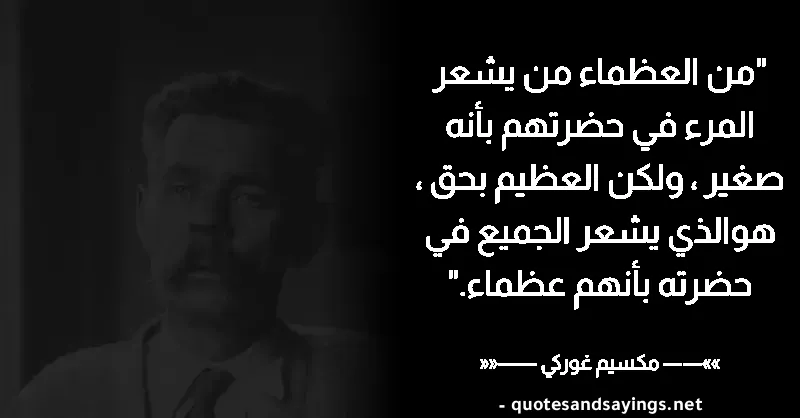 "من العظماء من يشعر
المرء في حضرتهم بأنه
صغير ، ولكن العظيم بحق ،
هوالذي يشعر الجميع في
حضرته بأنهم عظماء."
»»—— مكسيم غوركي ——««
- quotesandsayings.net